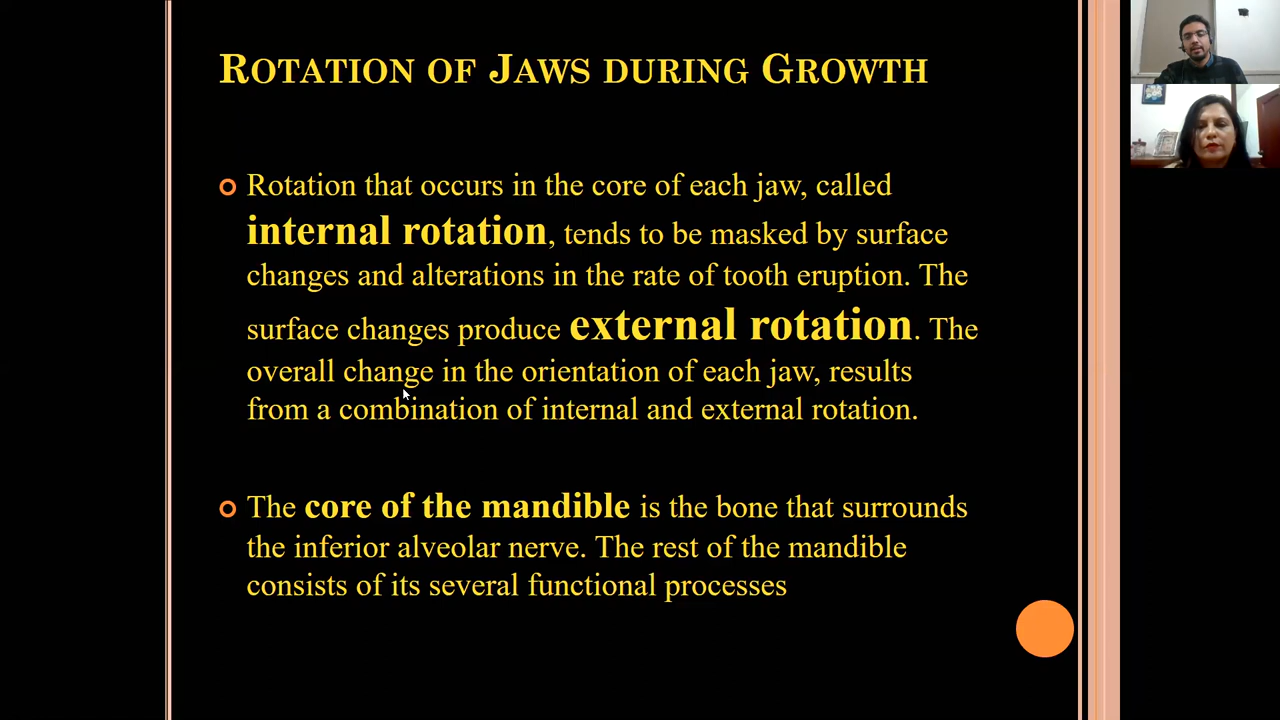 ROTATION OF JAWS DURING GROWTH
Rotation that occurs in the core of each jaw, called
internal rotation, tends to be masked by surface
changes and alterations in the rate of tooth eruption. The
surface changes produce external rotation. The
overall change in the orientation of each jaw, results
from a combination of internal and external rotation.
The core of the mandible is the bone that surrounds
the inferior alveolar nerve. The rest of the mandible
consists of its several functional processes